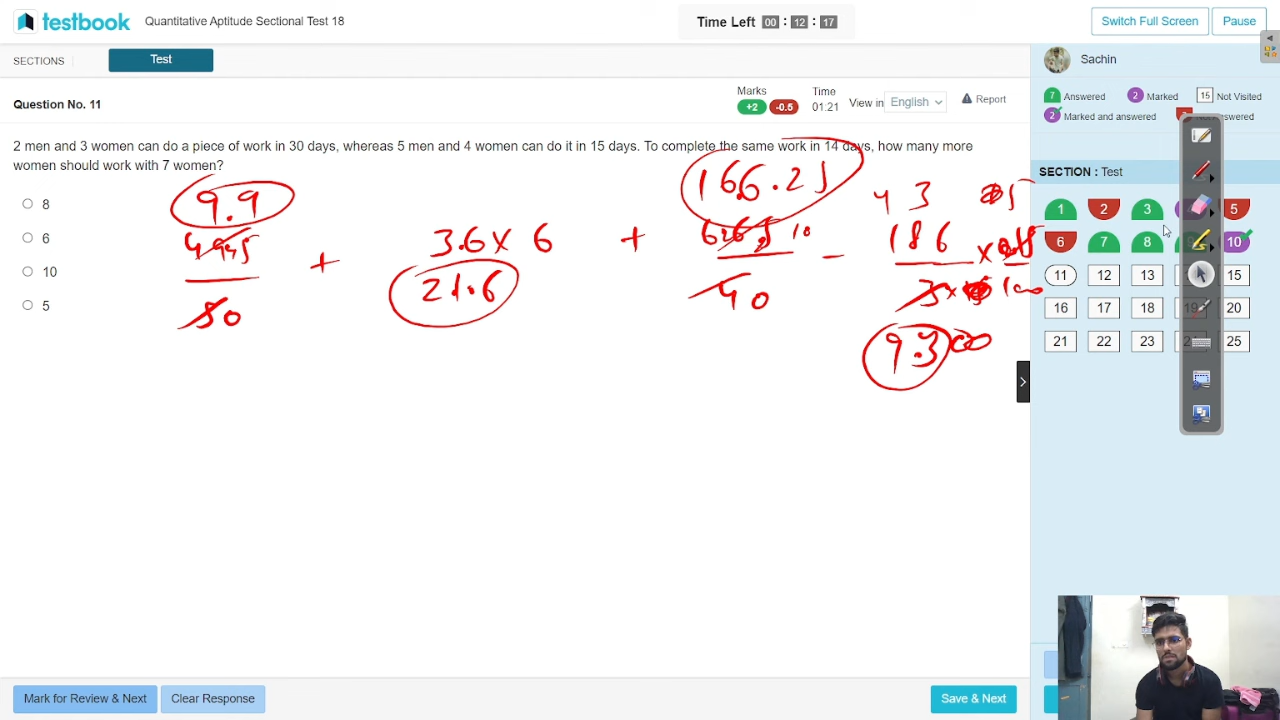 testbook
Quantitative Aptitude Sectional Test 18
Time Left 00 : 12 : 17
Switch Full Screen
Pause
SECTIONS
Test
Sachin
Question No. 11
Marks
+2 -0.5
Time
01:21
View in English
Report
7 Answered
2 Marked
15 Not Visited
2 Marked and answered
2 men and 3 women can do a piece of work in 30 days, whereas 5 men and 4 women can do it in 15 days. To complete the same work in 14 days, how many more
women should work with 7 women?
8
6
10
5
9.9
3.6 x 6
21.6
+
+
166.25
40
-
186
9.3
SECTION : Test
1 2 3 5
6 7 8 10
11 12 13 15
16 17 18 19 20
21 22 23 25
Mark for Review & Next
Clear Response
Save & Next